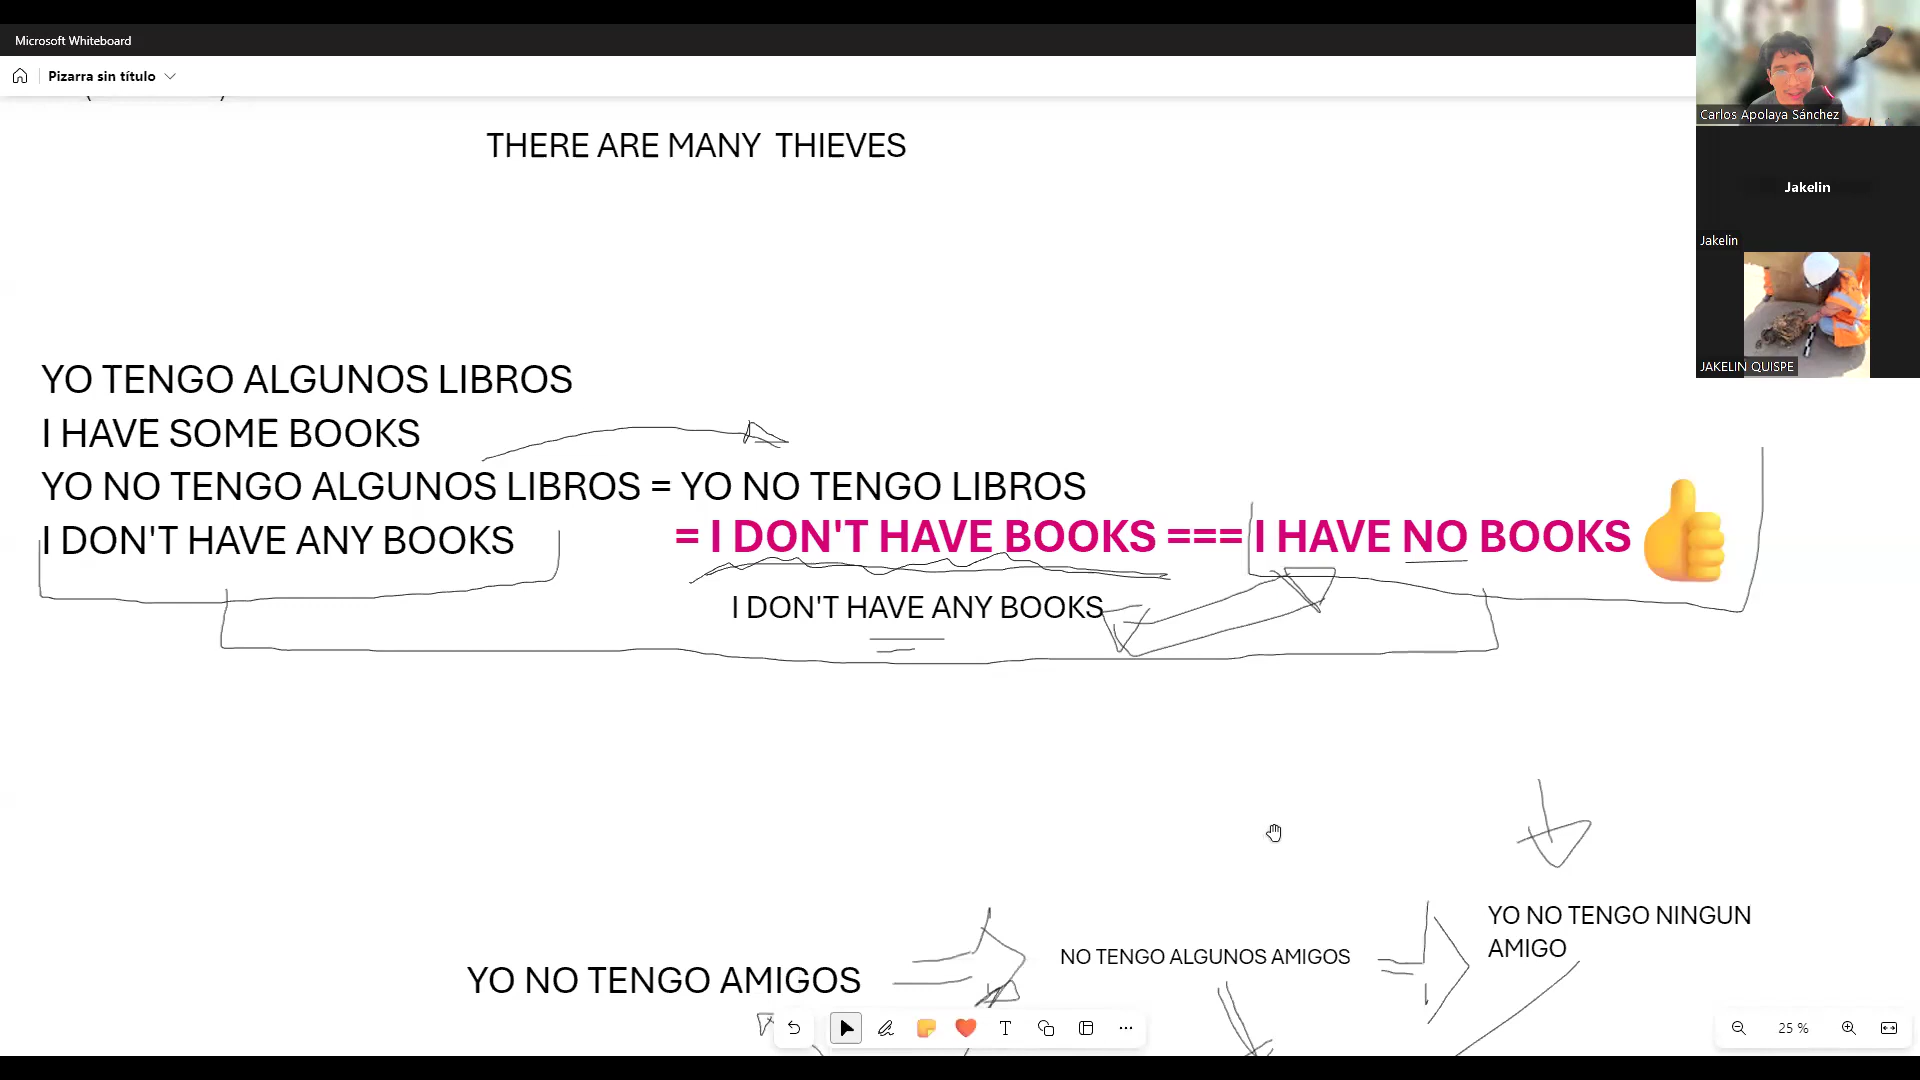 Microsoft Whiteboard
Pizarra sin título
THERE ARE MANY THIEVES
YO TENGO ALGUNOS LIBROS
I HAVE SOME BOOKS
YO NO TENGO ALGUNOS LIBROS = YO NO TENGO LIBROS
I DON'T HAVE ANY BOOKS
= I DON'T HAVE BOOKS === I HAVE NO BOOKS
I DON'T HAVE ANY BOOKS
YO NO TENGO NINGUN
AMIGO
NO TENGO ALGUNOS AMIGOS
YO NO TENGO AMIGOS
25 %
Carlos Apolaya Sánchez
Jakelin
Jakelin
JAKELIN QUISPE